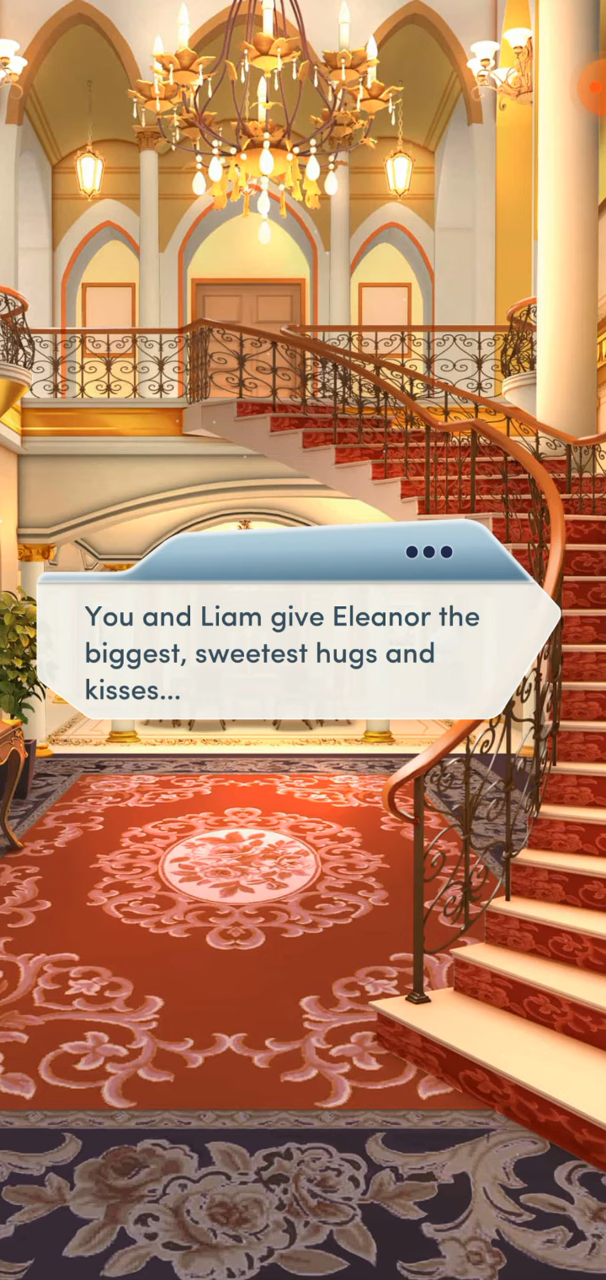 You and Liam give Eleanor the
biggest, sweetest hugs and
kisses...